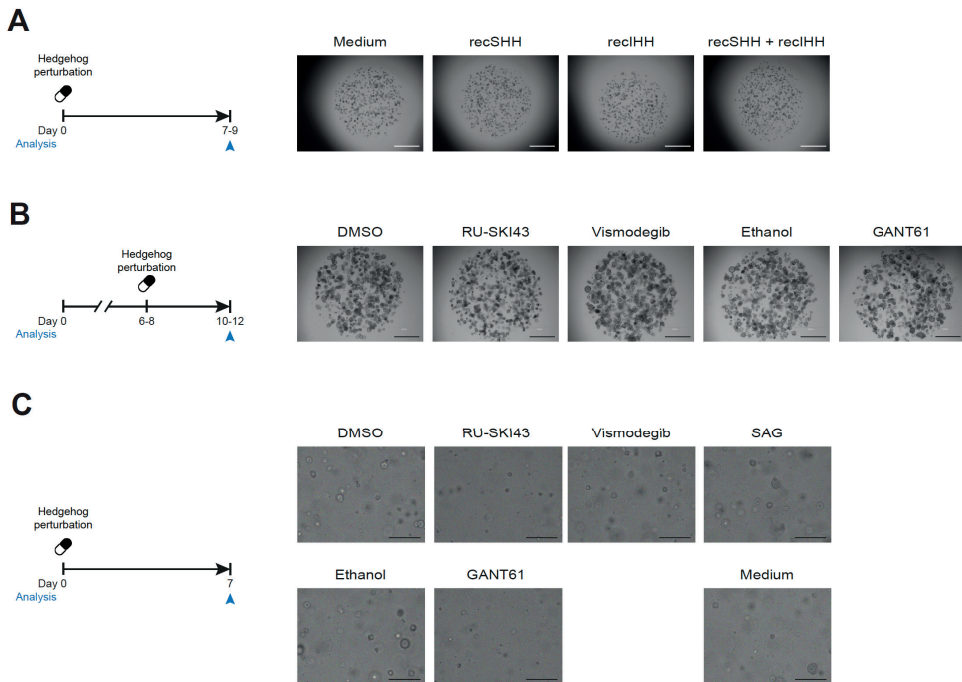 A
Hedgehog
perturbation
Day 0
7-9
Analysis
Medium
recSHH
recIHH
recSHH + recIHH
B
Hedgehog
perturbation
Day 0
6-8
10-12
Analysis
DMSO
RU-SKI43
Vismodegib
Ethanol
GANT61
C
Hedgehog
perturbation
Day 0
7
Analysis
DMSO
RU-SKI43
Vismodegib
SAG
Ethanol
GANT61
Medium